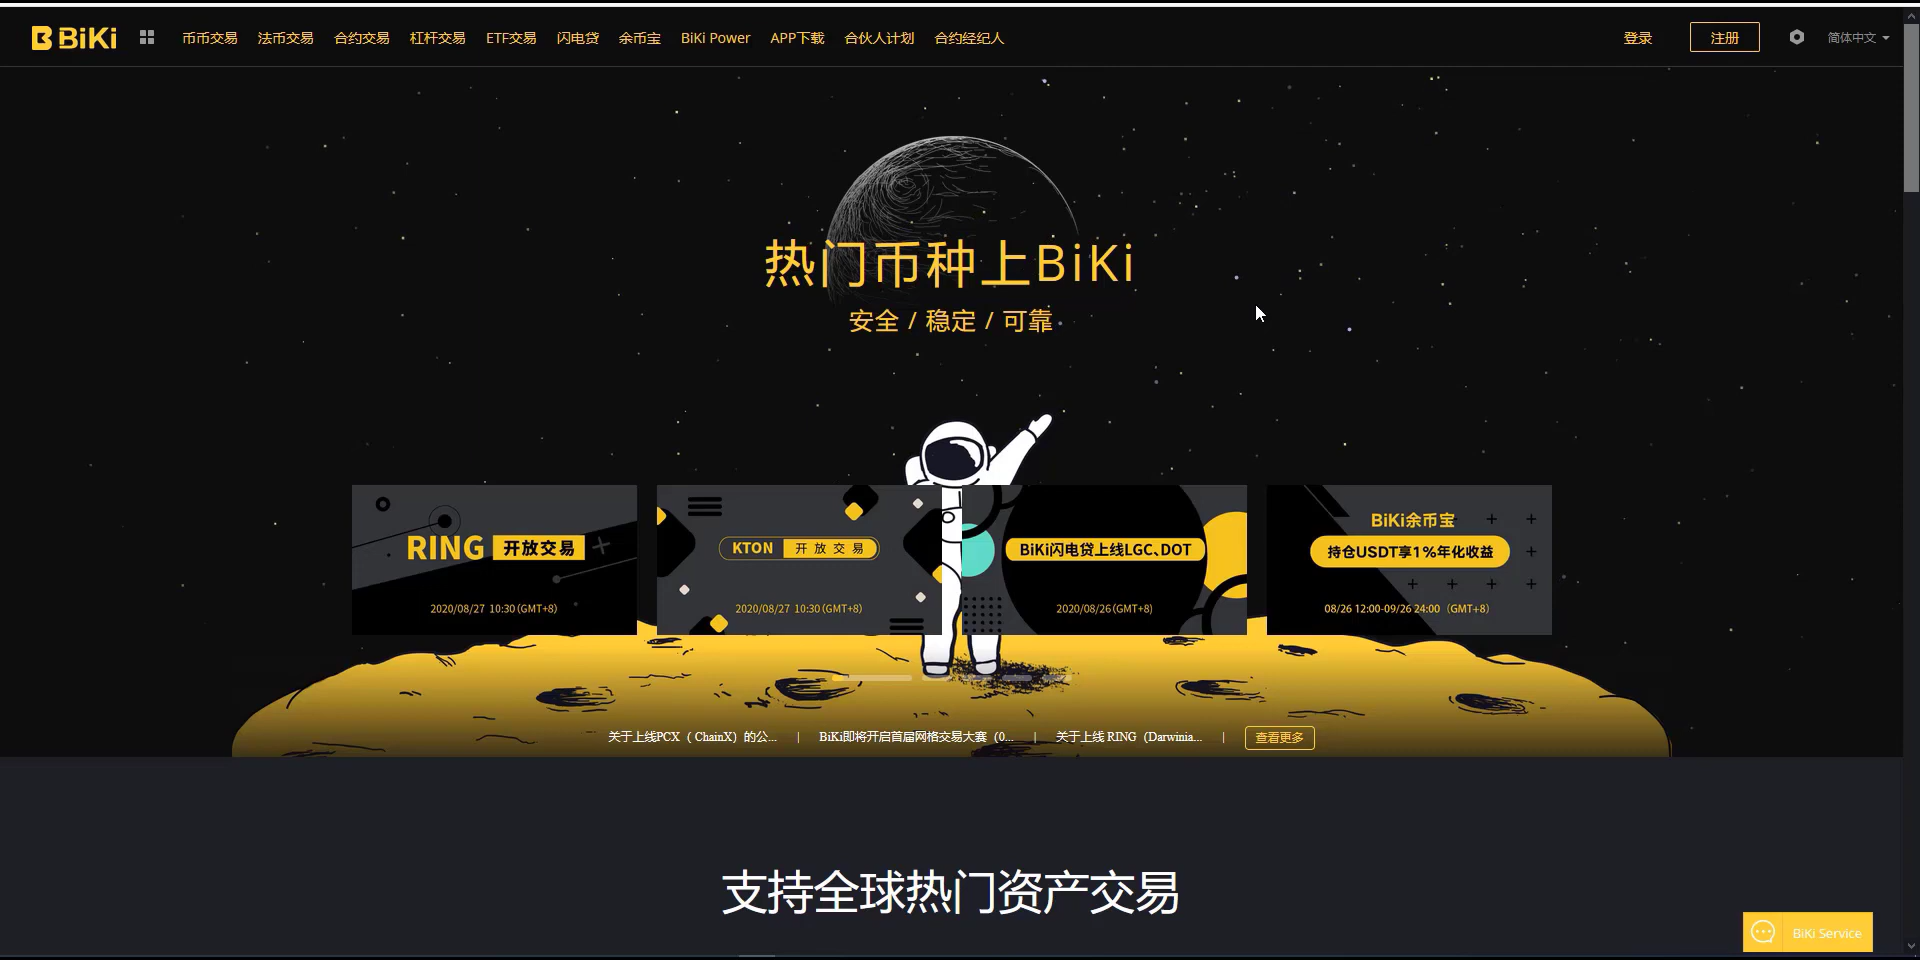 BiKi 币币交易 法币交易 合约交易 杠杆交易 ETF交易 闪电贷 余币宝 BiKi Power APP下载 合伙人计划 合约经纪人 登录 注册 简体中文
热门币种上BiKi
安全 / 稳定 / 可靠
RING 开放交易
2020/08/27 10:30(GMT+8)
KTON 开放交易
2020/08/27 10:30(GMT+8)
BiKi闪电贷上线LGC、DOT
2020/08/26(GMT+8)
BiKi余币宝
持仓USDT享1%年化收益
08/26 12:00-09/26 24:00（GMT+8）
关于上线PCX（ChainX）的公... | BiKi即将开启首届网格交易大赛（0... | 关于上线 RING（Darwinia... | 查看更多
支持全球热门资产交易
BiKi Service